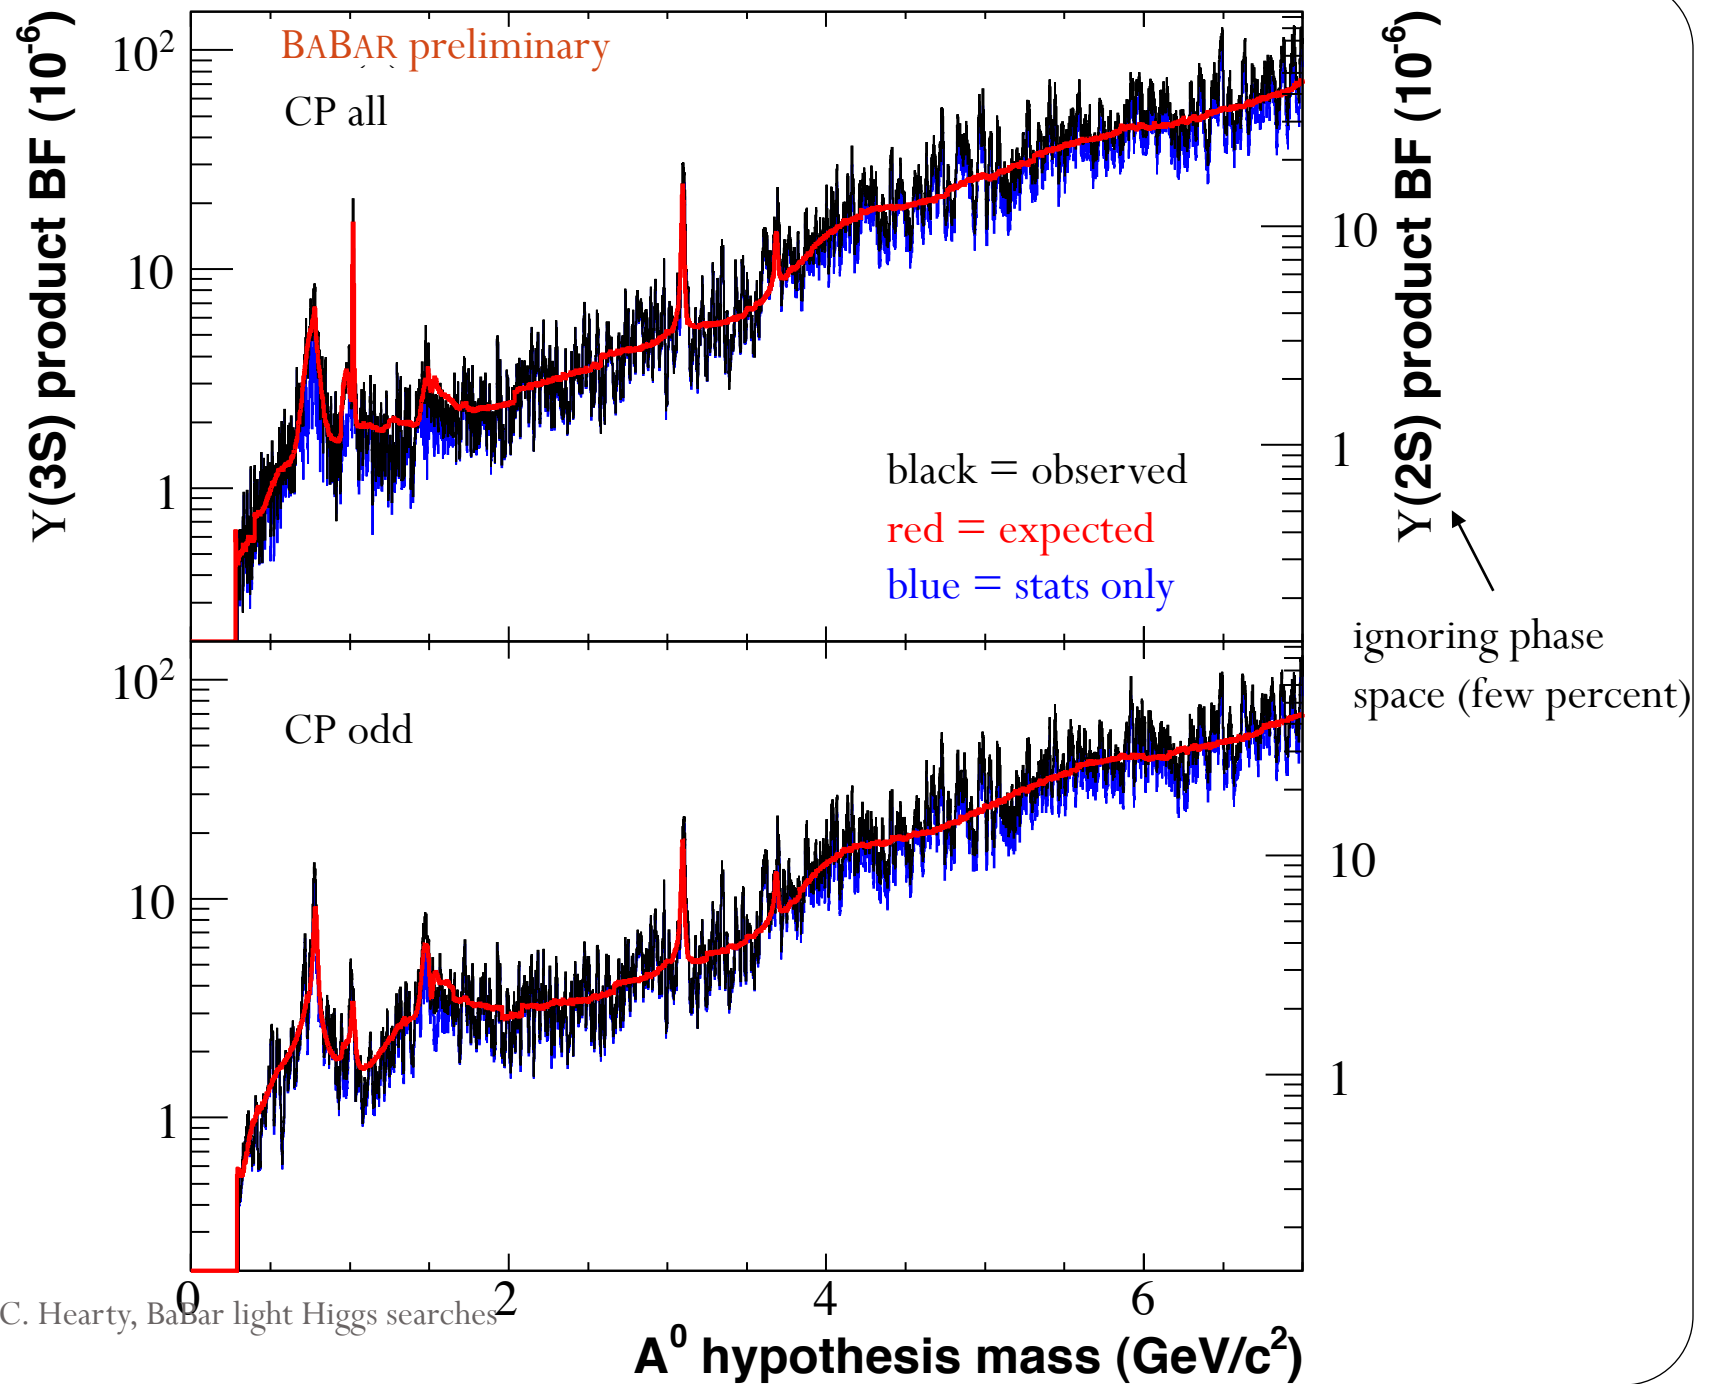 Υ(3S) product BF (10⁻⁶)
10²
10
1
BABAR preliminary
CP all
black = observed
red = expected
blue = stats only
10
1
Υ(2S) product BF (10⁻⁶)
ignoring phase
space (few percent)
10²
10
1
CP odd
10
1
0
2
4
6
C. Hearty, BaBar light Higgs searches
A⁰ hypothesis mass (GeV/c²)